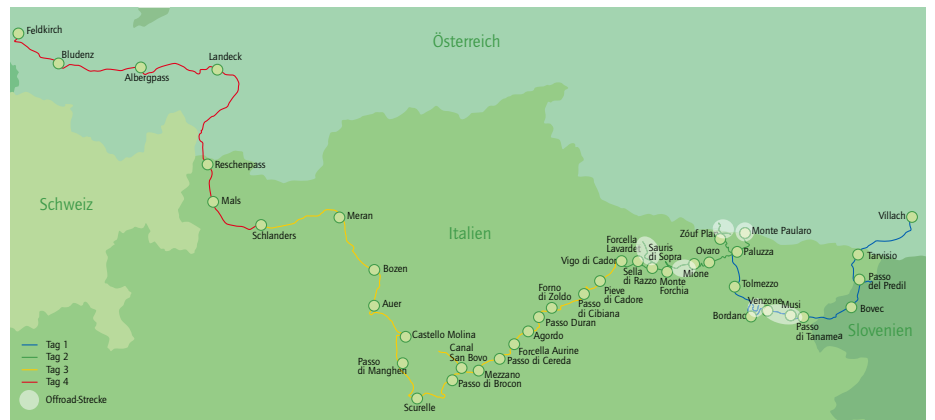 Feldkirch
Bludenz
Albergpass
Landeck
Österreich
Reschenpass
Mals
Schlanders
Schweiz
Meran
Italien
Bozen
Auer
Castello Molina
Passo
di Manghen
Scurelle
Canal
San Bovo
Passo di Brocon
Mezzano
Passo di Cereda
Forcella Aurine
Agordo
Passo Duran
Forno
di Zoldo
Passo
di Cibiana
Pieve
di Cadore
Vigo di Cador
Forcella
Lavardet
Sella
di Razzo
Sauris
di Sopra
Monte
Forchia
Mione
Ovaro
Zóuf Pla
Monte Paularo
Paluzza
Tolmezzo
Bordano
Venzone
Musi
Passo
di Tanamea
Bovec
Passo
del Predil
Tarvisio
Villach
Slovenien
Tag 1
Tag 2
Tag 3
Tag 4
Offroad-Strecke